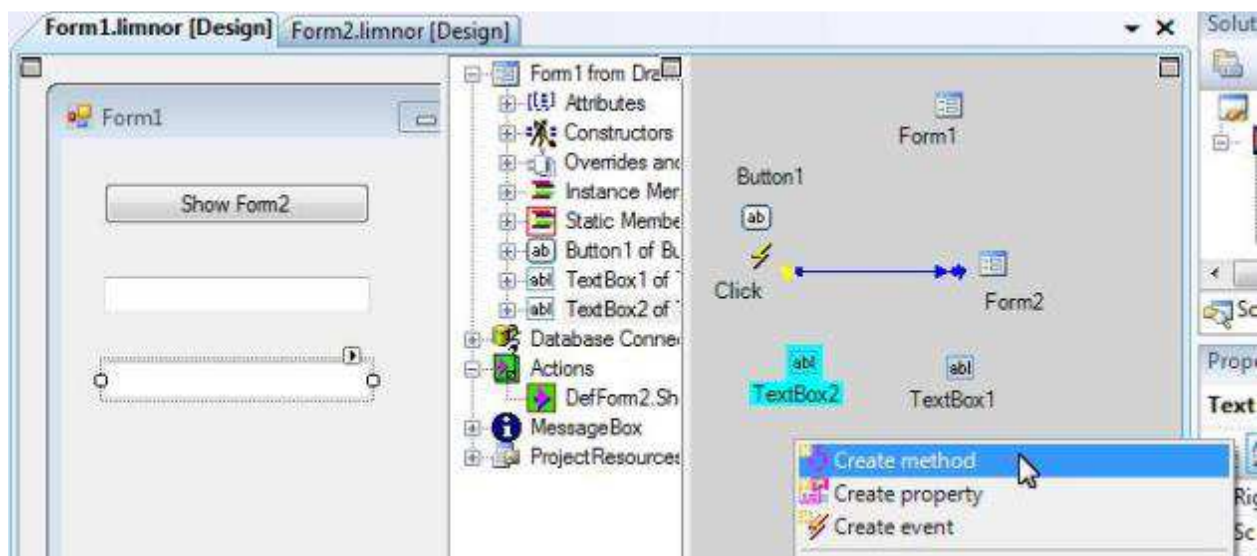 Form1.limnor [Design]
Form2.limnor [Design]
Form1
Show Form2
Form1 from Dra
Attributes
Constructors
Overrides and
Instance Mer
Static Membe
Button1 of Bu
TextBox1 of
TextBox2 of
Database Conne
Actions
DefForm2.Sh
MessageBox
ProjectResources
Form1
Button1
ab
Click
Form2
abl
TextBox2
abl
TextBox1
Create method
Create property
Create event
Solut
Sc
Prope
Text
Rig
Sc